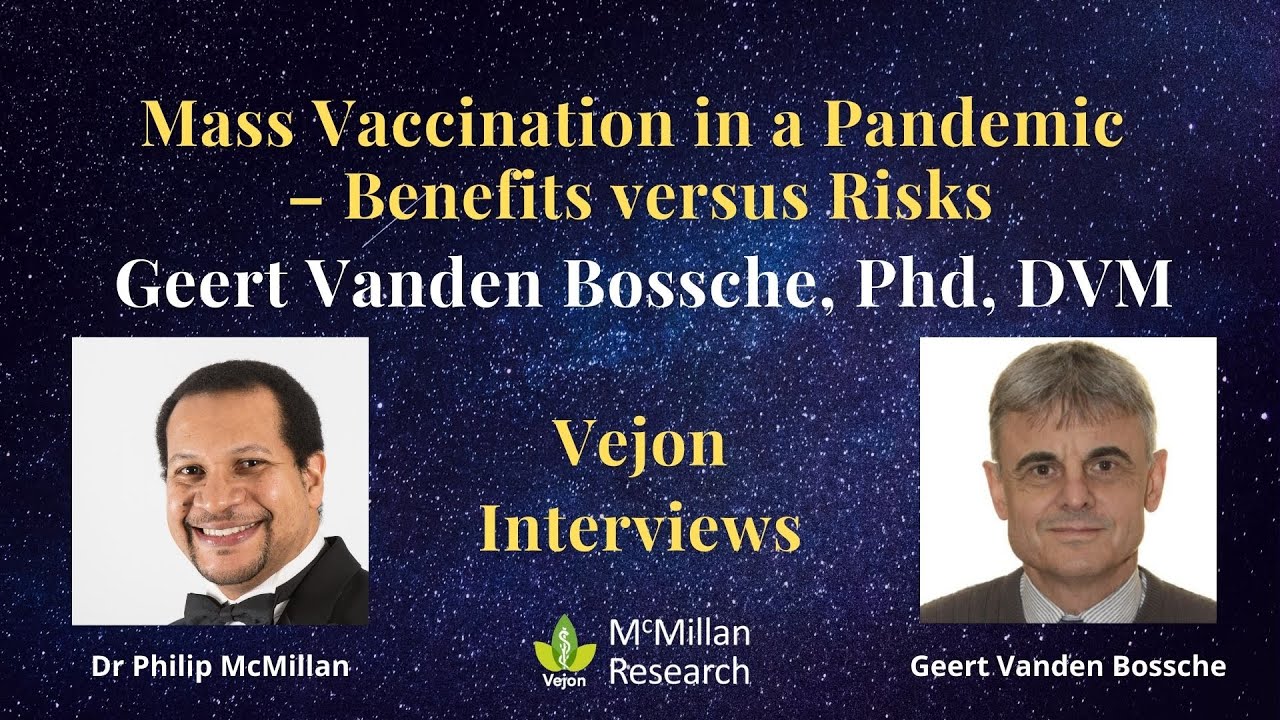 Mass Vaccination in a Pandemic
– Benefits versus Risks
Geert Vanden Bossche, Phd, DVM
Vejon
Interviews
Dr Philip McMillan
Vejon
McMillan
Research
Geert Vanden Bossche